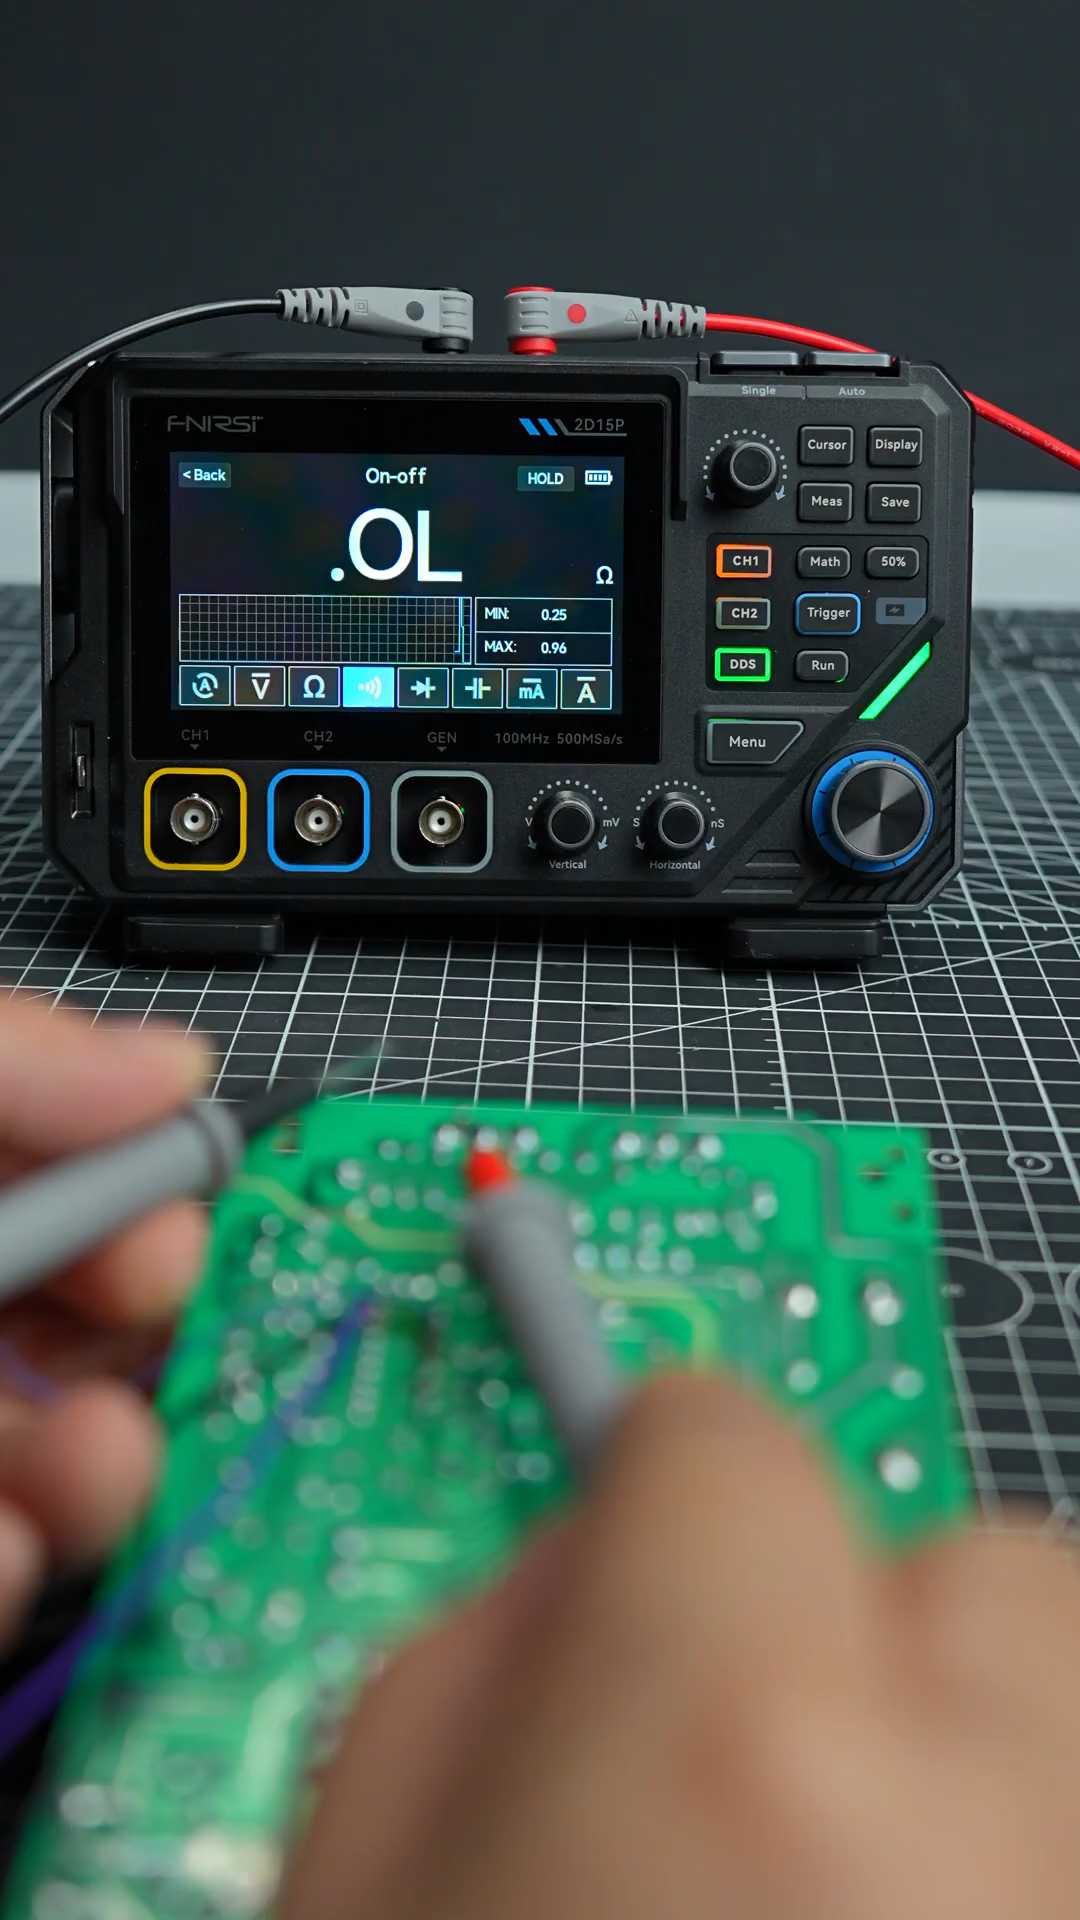 Single
Auto
FNIRSI
2D15P
< Back
On-off
HOLD
.OL
Ω
MIN: 0.25
MAX: 0.96
A
V
Ω
mA
A
CH1
CH2
GEN
100MHz 500MSa/s
Cursor
Display
Meas
Save
CH1
Math
50%
CH2
Trigger
DDS
Run
Menu
V
mV
S
nS
Vertical
Horizontal